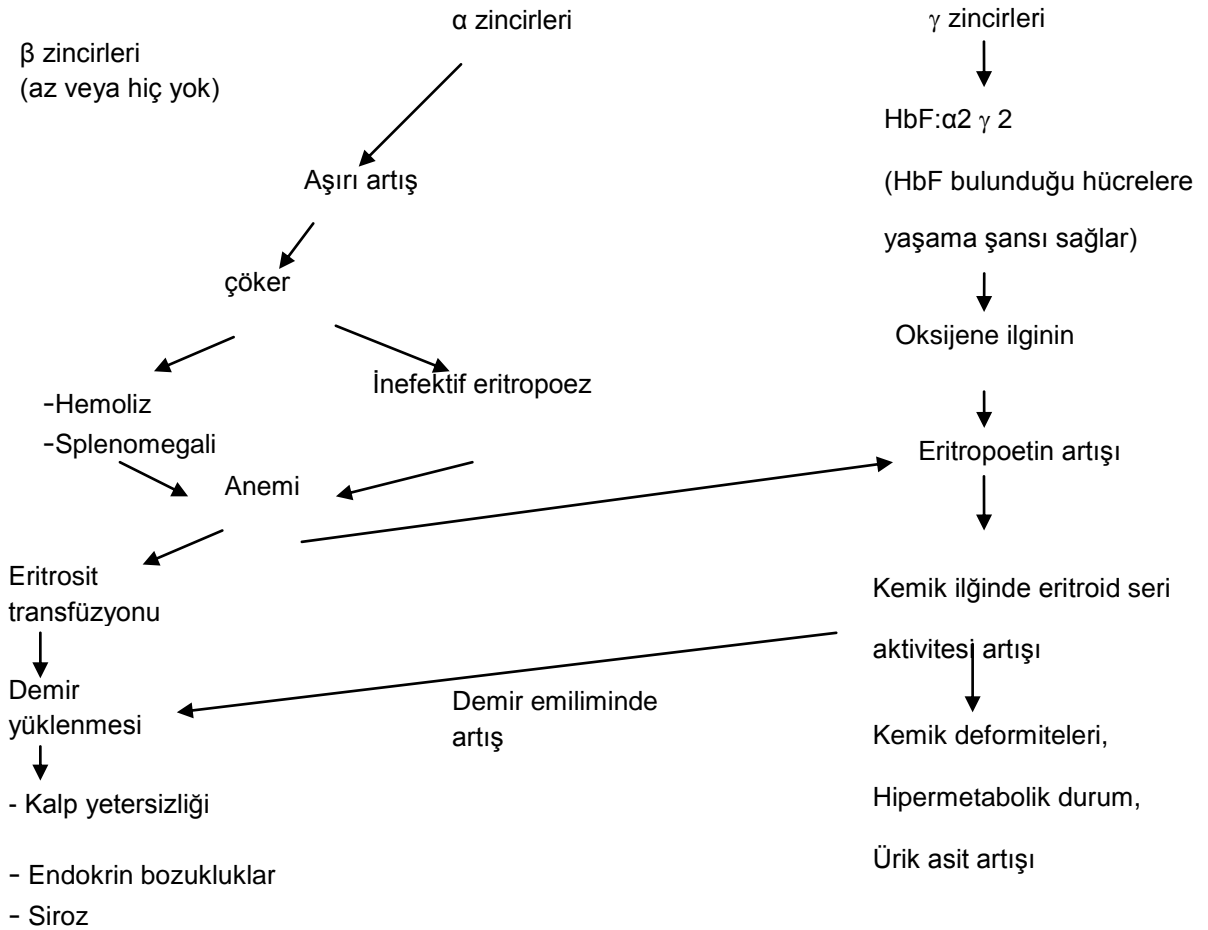 α zincirleri
γ zincirleri
β zincirleri
(az veya hiç yok)
HbF:α2 γ 2
(HbF bulunduğu hücrelere
yaşama şansı sağlar)
Aşırı artış
çöker
Oksijene ilginin
İnefektif eritropoez
-Hemoliz
-Splenomegali
Eritropoetin artışı
Anemi
Eritrosit
transfüzyonu
Kemik ilğinde eritroid seri
aktivitesi artışı
Demir
yüklenmesi
Demir emiliminde
artış
Kemik deformiteleri,
Hipermetabolik durum,
Ürik asit artışı
- Kalp yetersizliği
- Endokrin bozukluklar
- Siroz